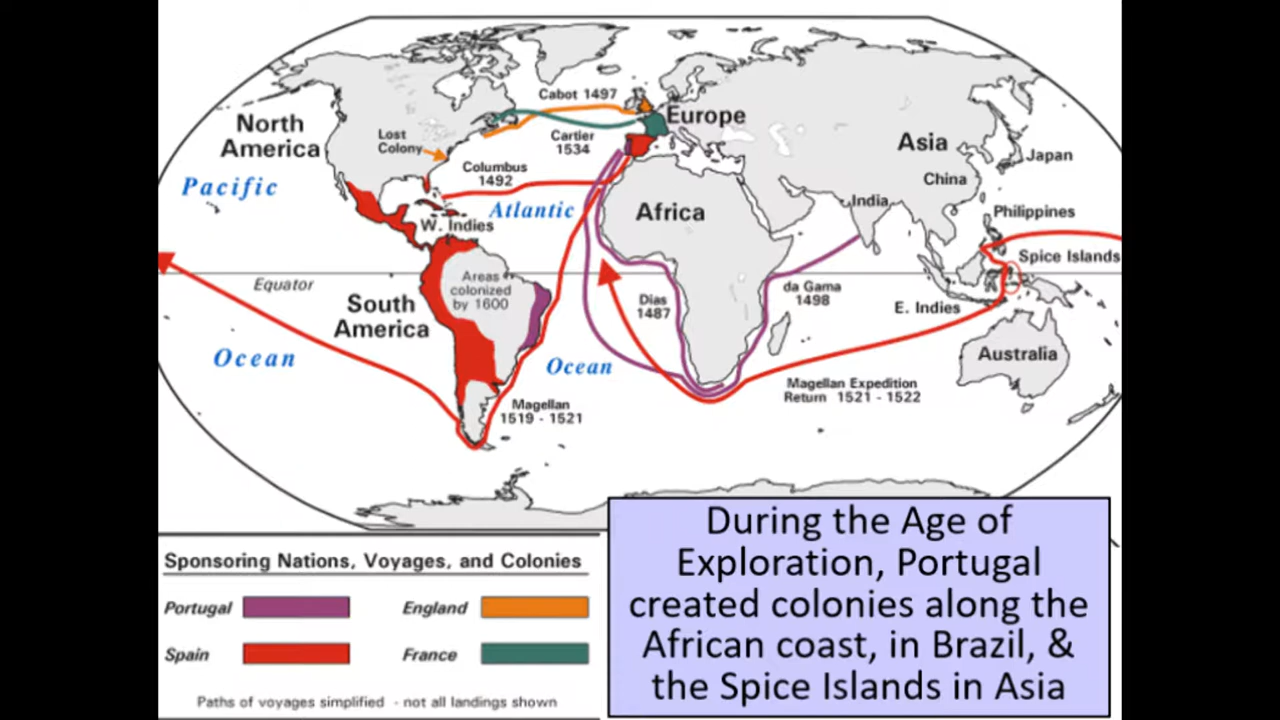 Cabot 1497
Europe
North
America
Lost
Colony
Cartier
1534
Asia
Japan
Columbus
1492
Pacific
China
Atlantic
Africa
India
Philippines
W. Indies
Spice Islands
Equator
Areas
colonized
by 1600
South
America
Dias
1487
da Gama
1498
E. Indies
Ocean
Ocean
Australia
Magellan
1519 - 1521
Magellan Expedition
Return 1521 - 1522
Sponsoring Nations, Voyages, and Colonies
Portugal
England
Spain
France
Paths of voyages simplified - not all landings shown
During the Age of
Exploration, Portugal
created colonies along the
African coast, in Brazil, &
the Spice Islands in Asia